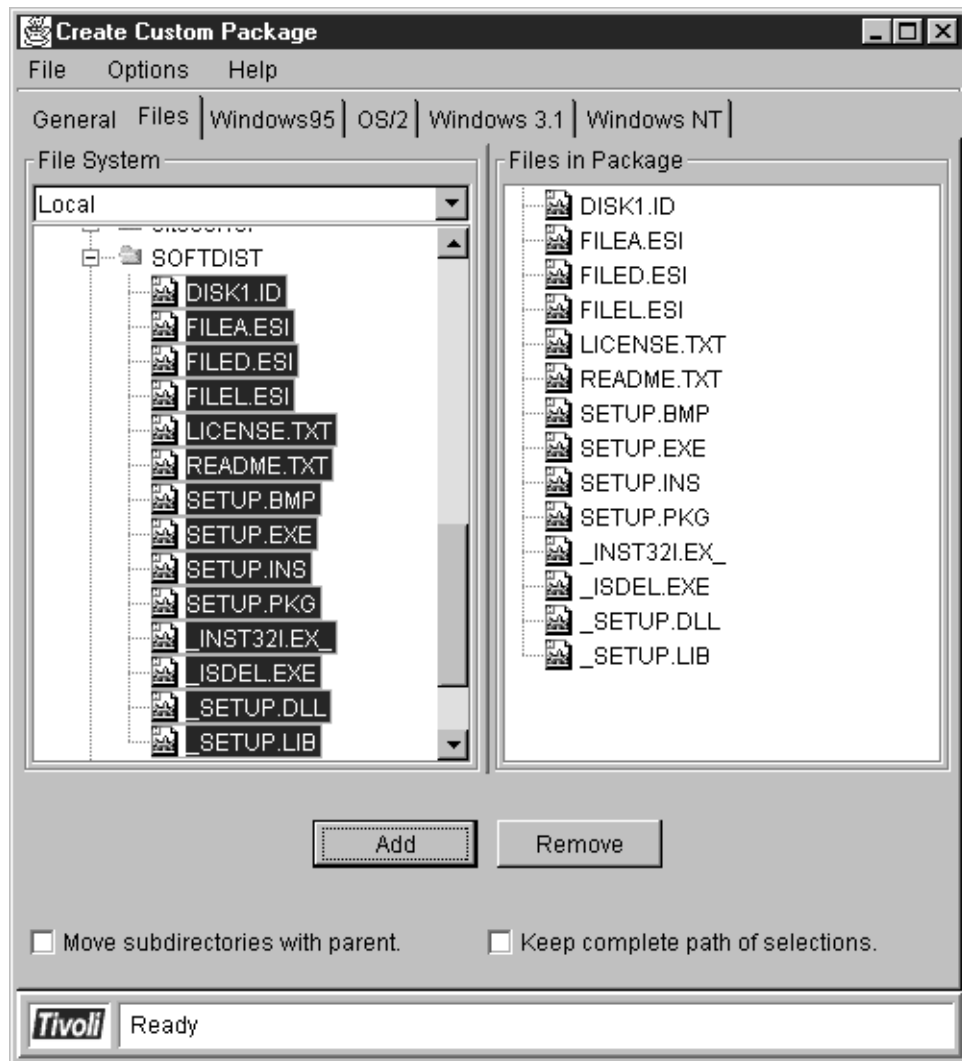 Create Custom Package
File Options Help
General Files Windows95 OS/2 Windows 3.1 Windows NT
File System
Local
SOFTDIST
DISK1.ID
FILEA.ESI
FILED.ESI
FILEL.ESI
LICENSE.TXT
README.TXT
SETUP.BMP
SETUP.EXE
SETUP.INS
SETUP.PKG
_INST32I.EX_
_ISDEL.EXE
_SETUP.DLL
_SETUP.LIB
Files in Package
DISK1.ID
FILEA.ESI
FILED.ESI
FILEL.ESI
LICENSE.TXT
README.TXT
SETUP.BMP
SETUP.EXE
SETUP.INS
SETUP.PKG
_INST32I.EX_
_ISDEL.EXE
_SETUP.DLL
_SETUP.LIB
Add Remove
Move subdirectories with parent. Keep complete path of selections.
Tivoli Ready